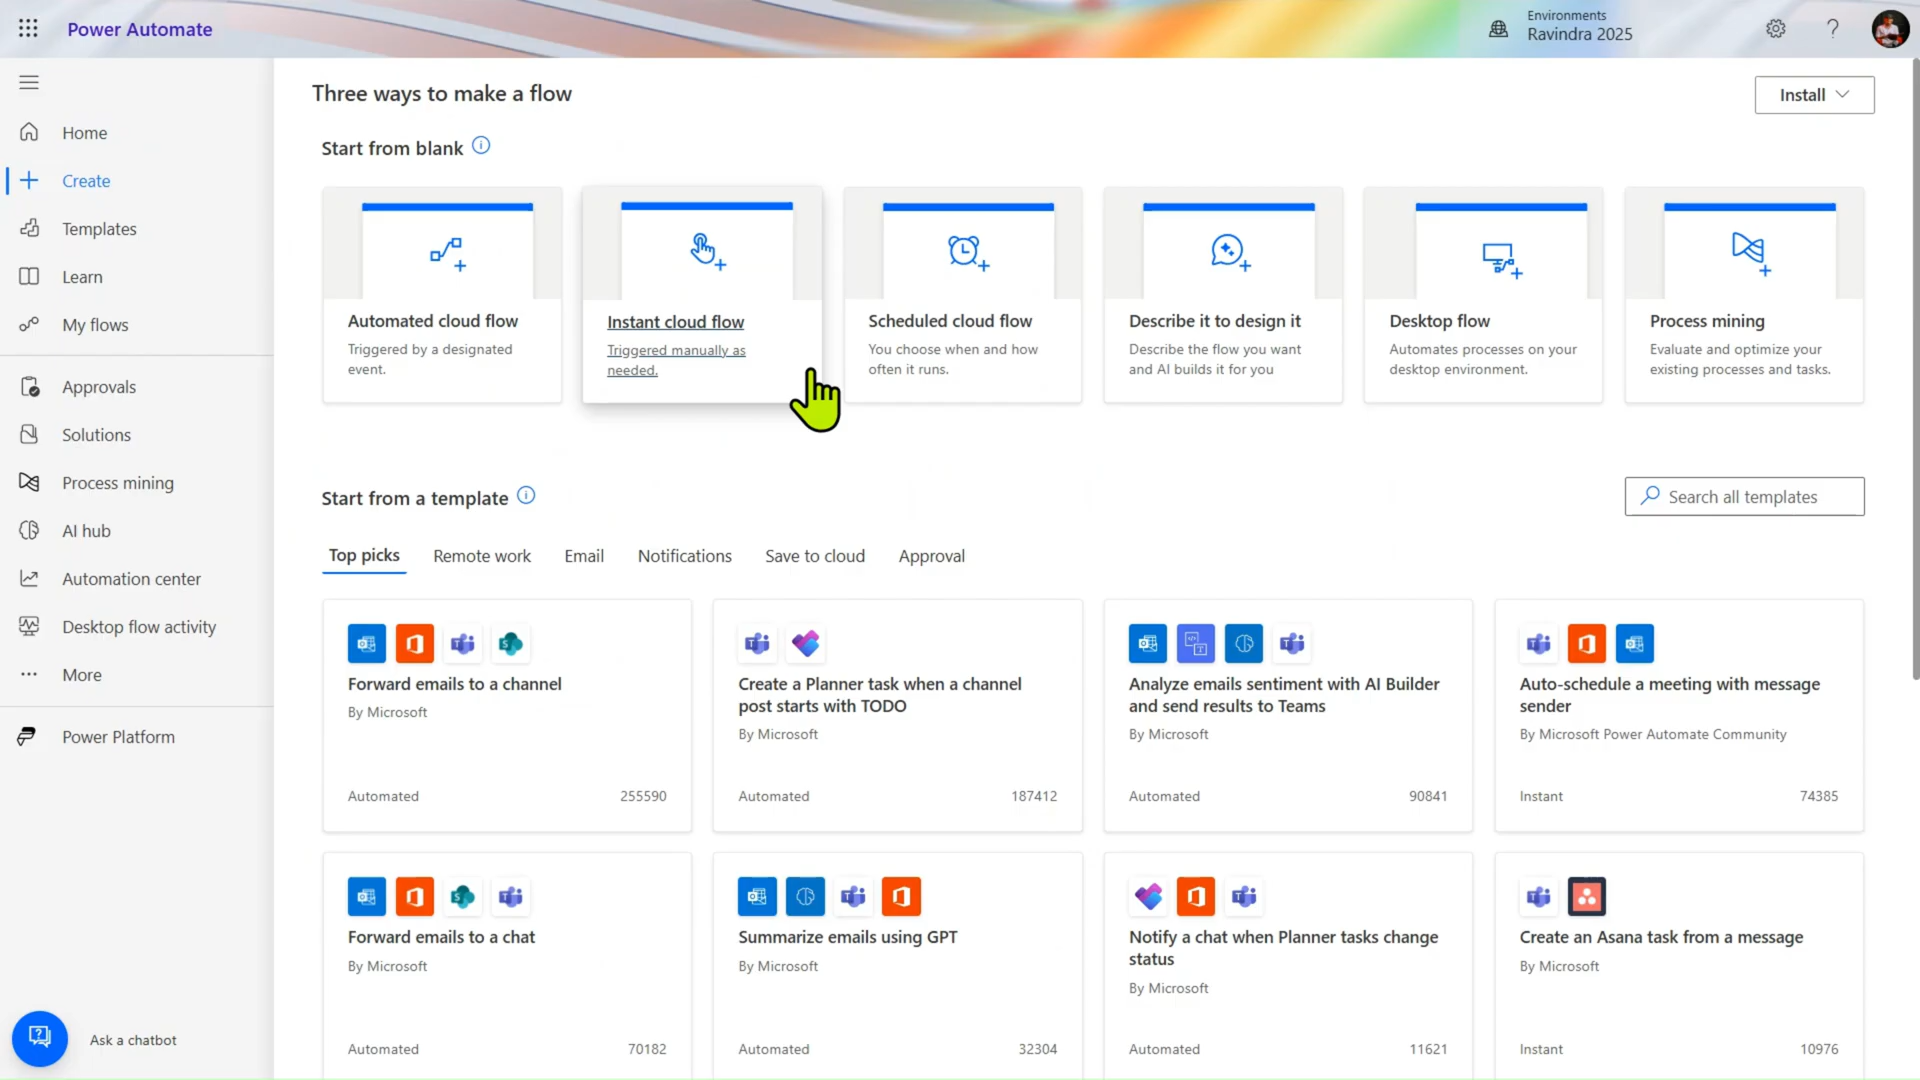 Power Automate
Environments
Ravindra 2025
Home
Create
Templates
Learn
My flows
Approvals
Solutions
Process mining
AI hub
Automation center
Desktop flow activity
More
Power Platform
Ask a chatbot
Three ways to make a flow
Install
Start from blank
Automated cloud flow
Triggered by a designated
event.
Instant cloud flow
Triggered manually as
needed.
Scheduled cloud flow
You choose when and how
often it runs.
Describe it to design it
Describe the flow you want
and AI builds it for you
Desktop flow
Automates processes on your
desktop environment.
Process mining
Evaluate and optimize your
existing processes and tasks.
Start from a template
Search all templates
Top picks
Remote work
Email
Notifications
Save to cloud
Approval
Forward emails to a channel
By Microsoft
Automated
255590
Create a Planner task when a channel
post starts with TODO
By Microsoft
Automated
187412
Analyze emails sentiment with AI Builder
and send results to Teams
By Microsoft
Automated
90841
Auto-schedule a meeting with message
sender
By Microsoft Power Automate Community
Instant
74385
Forward emails to a chat
By Microsoft
Automated
70182
Summarize emails using GPT
By Microsoft
Automated
32304
Notify a chat when Planner tasks change
status
By Microsoft
Automated
11621
Create an Asana task from a message
By Microsoft
Instant
10976